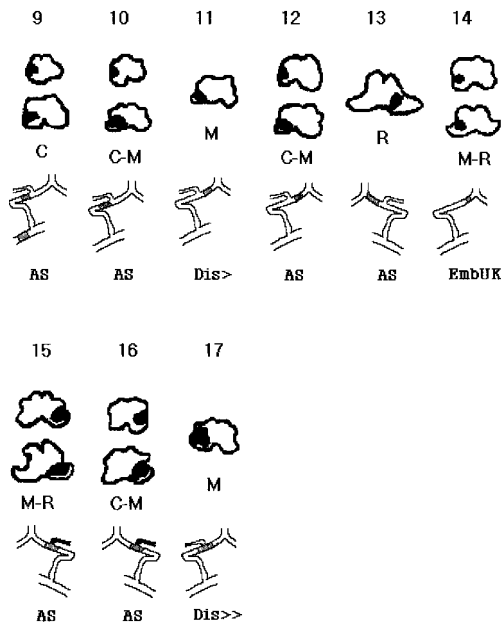 9 10 11 12 13 14
C C-M M C-M R M-R
AS AS Dis> AS AS EmbUK
15 16 17
M-R C-M M
AS AS Dis>>